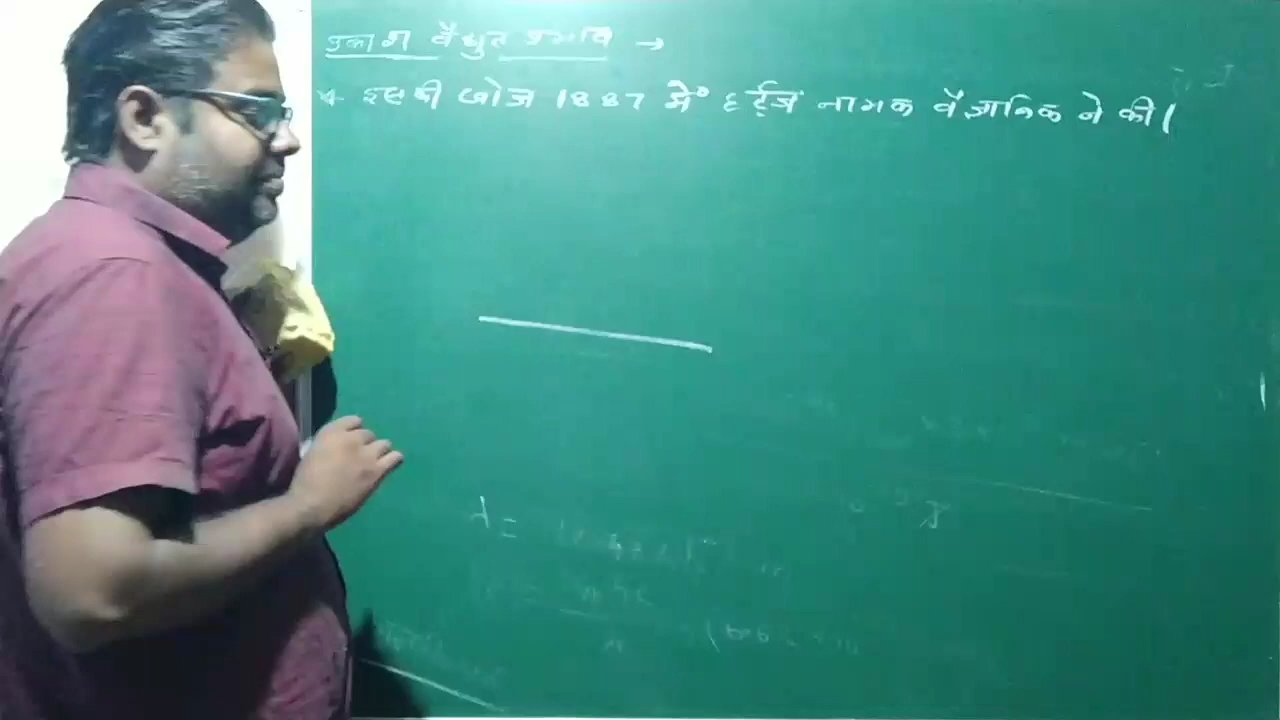 प्रकाश वैद्युत प्रभाव →
* इसकी खोज 1887 में हर्ट्ज नामक वैज्ञानिक ने की।